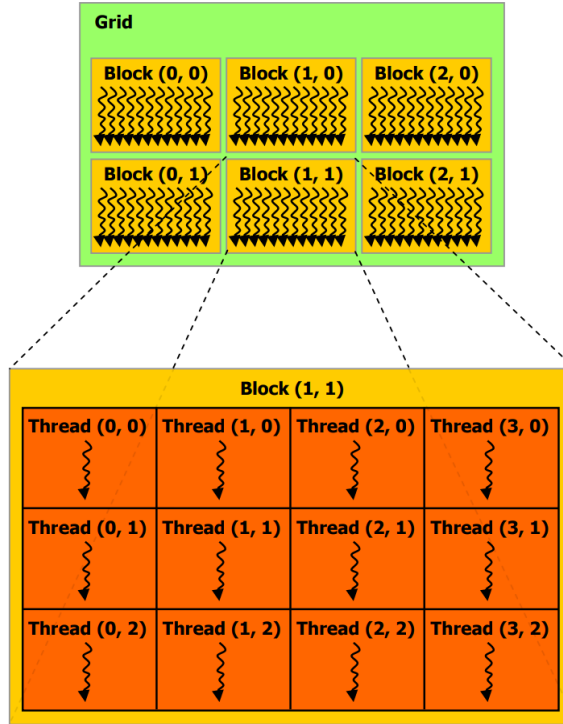 Grid
Block (0, 0) Block (1, 0) Block (2, 0)
Block (0, 1) Block (1, 1) Block (2, 1)
Block (1, 1)
Thread (0, 0) Thread (1, 0) Thread (2, 0) Thread (3, 0)
Thread (0, 1) Thread (1, 1) Thread (2, 1) Thread (3, 1)
Thread (0, 2) Thread (1, 2) Thread (2, 2) Thread (3, 2)